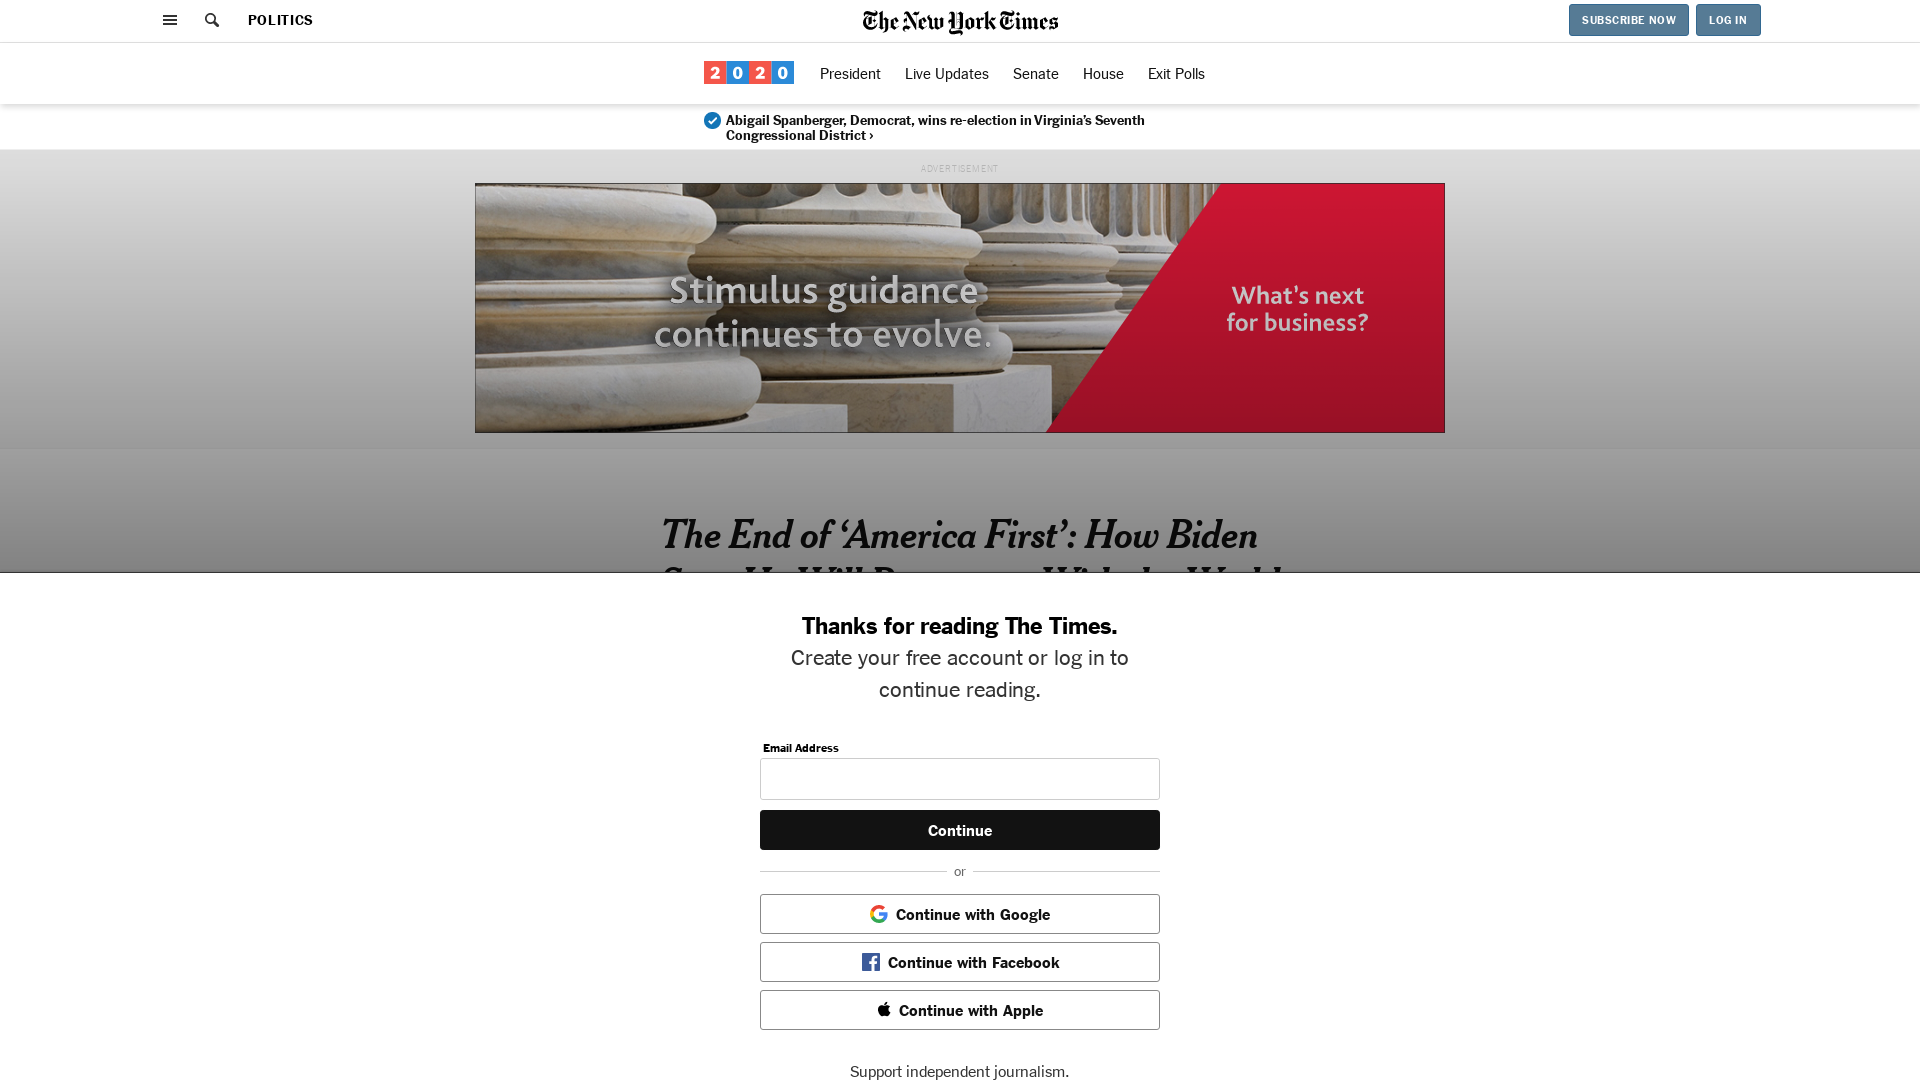 POLITICS
The New York Times
SUBSCRIBE NOW
LOG IN
2020
President
Live Updates
Senate
House
Exit Polls
Abigail Spanberger, Democrat, wins re-election in Virginia’s Seventh
Congressional District ›
ADVERTISEMENT
Stimulus guidance
continues to evolve.
What’s next
for business?
The End of ‘America First’: How Biden
Thanks for reading The Times.
Create your free account or log in to
continue reading.
Email Address
Continue
or
Continue with Google
Continue with Facebook
Continue with Apple
Support independent journalism.